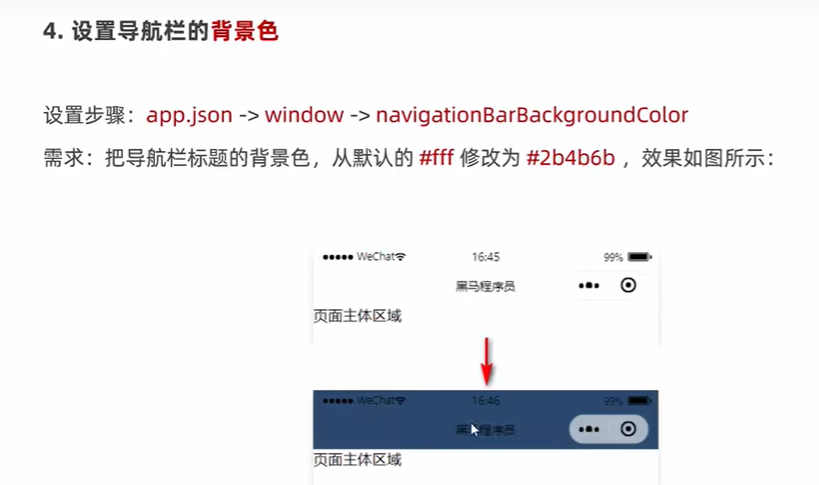 4. 设置导航栏的背景色
设置步骤：app.json -> window -> navigationBarBackgroundColor
需求：把导航栏标题的背景色，从默认的 #fff 修改为 #2b4b6b ，效果如图所示：
WeChat 16:45 99%
黑马程序员
页面主体区域
WeChat 16:46 99%
黑马程序员
页面主体区域